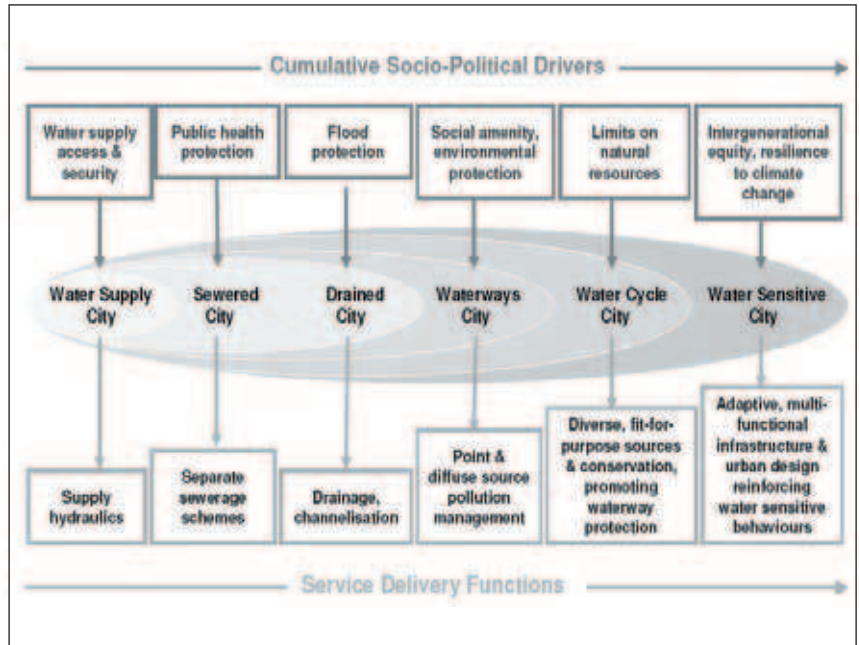 Cumulative Socio-Political Drivers
Water supply
access &
security
Public health
protection
Flood
protection
Social amenity,
environmental
protection
Limits on
natural
resources
Intergenerational
equity, resilience
to climate
change
Water Supply
City
Sewered
City
Drained
City
Waterways
City
Water Cycle
City
Water Sensitive
City
Supply
hydraulics
Separate
sewerage
schemes
Drainage,
channelisation
Point &
diffuse source
pollution
management
Diverse, fit-for-
purpose sources
& conservation,
promoting
waterway
protection
Adaptive, multi-
functional
infrastructure &
urban design
reinforcing
water sensitive
behaviours
Service Delivery Functions